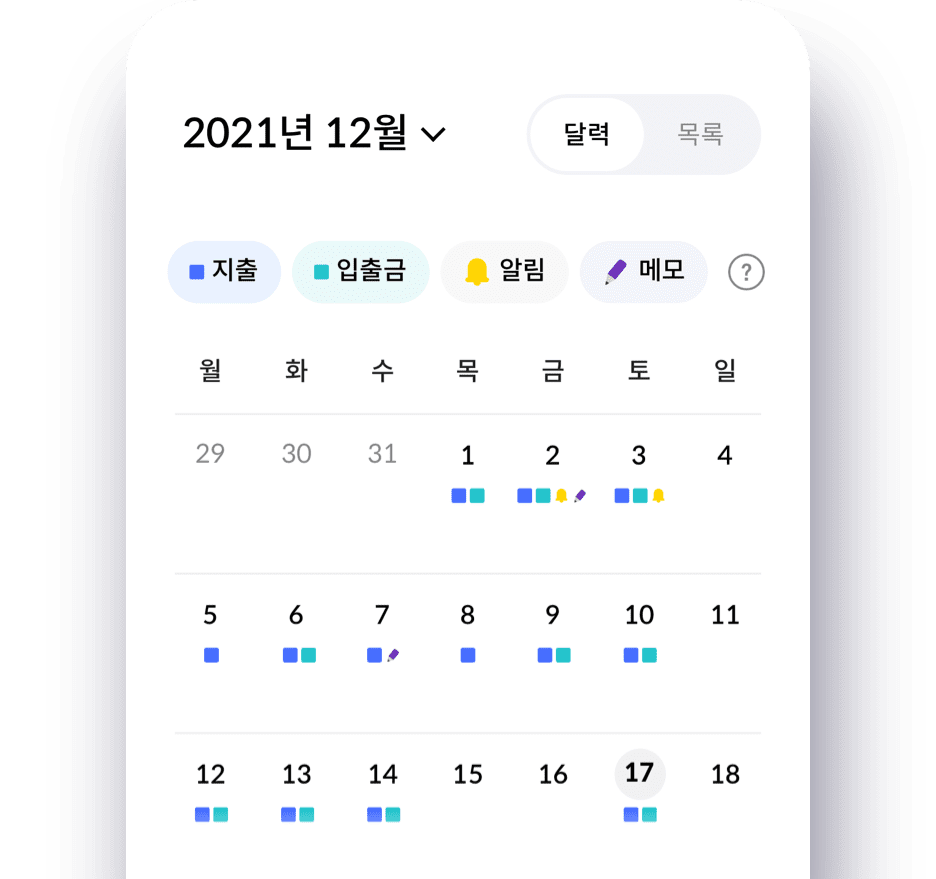 2021년 12월
달력 목록
지출 입출금 알림 메모 ?
월 화 수 목 금 토 일
29 30 31 1 2 3 4
5 6 7 8 9 10 11
12 13 14 15 16 17 18